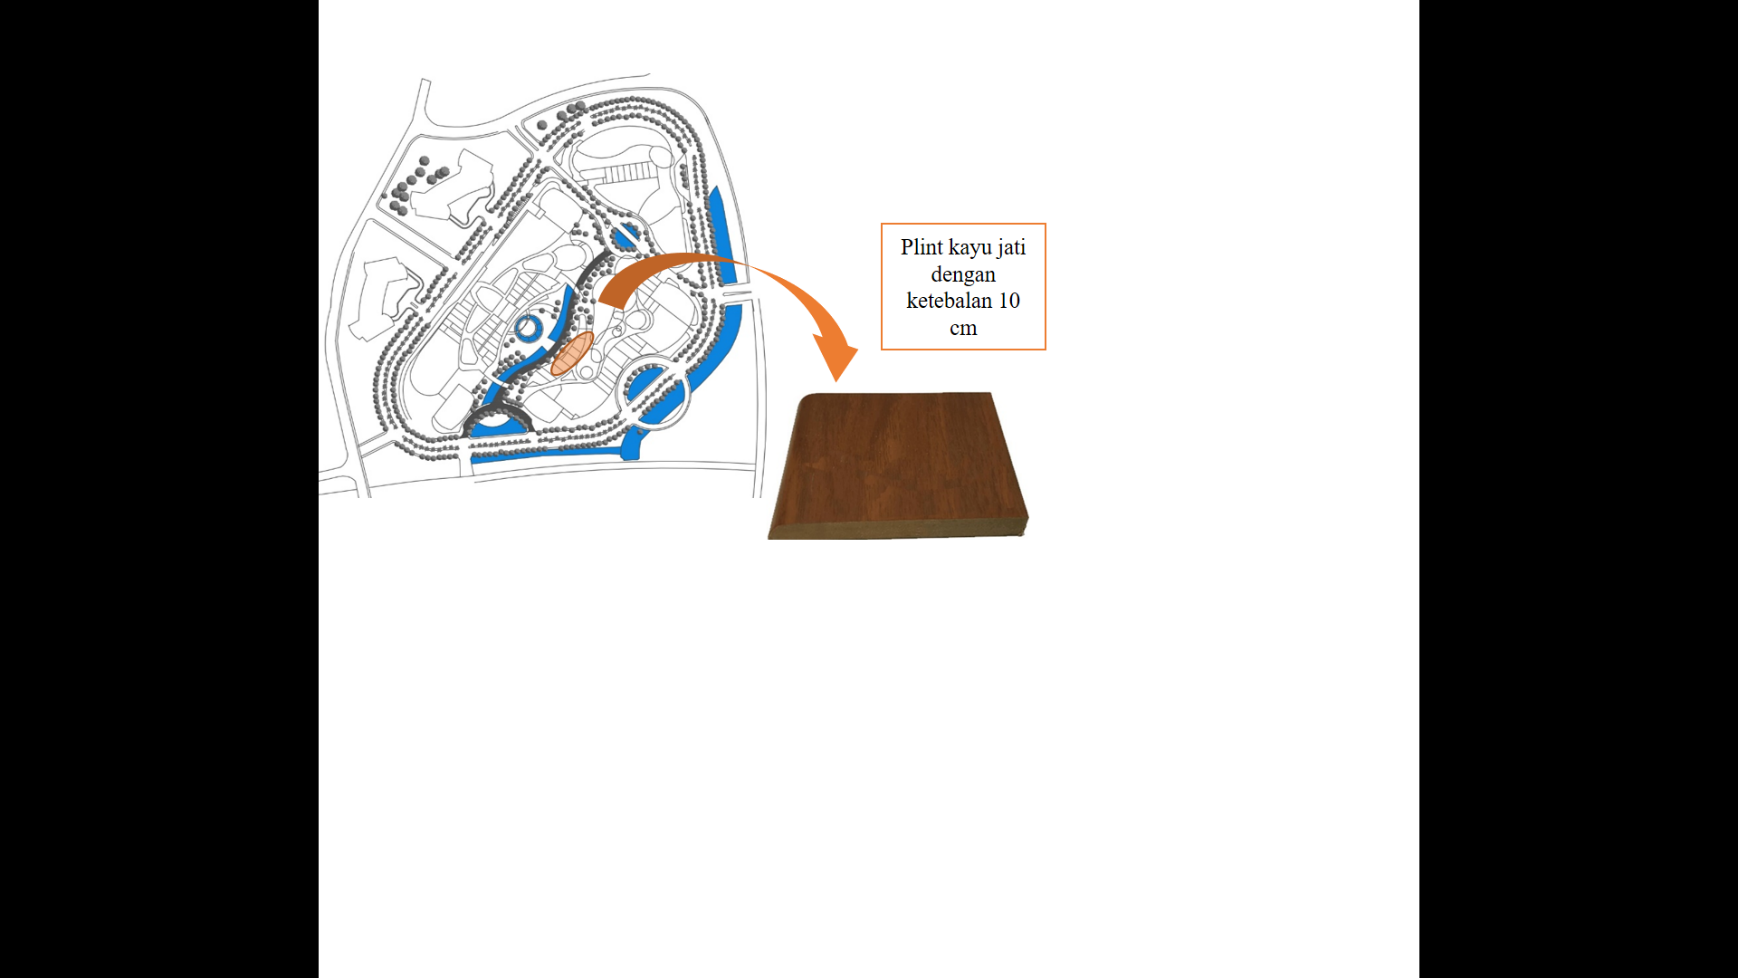 Plint kayu jati
dengan
ketebalan 10
cm